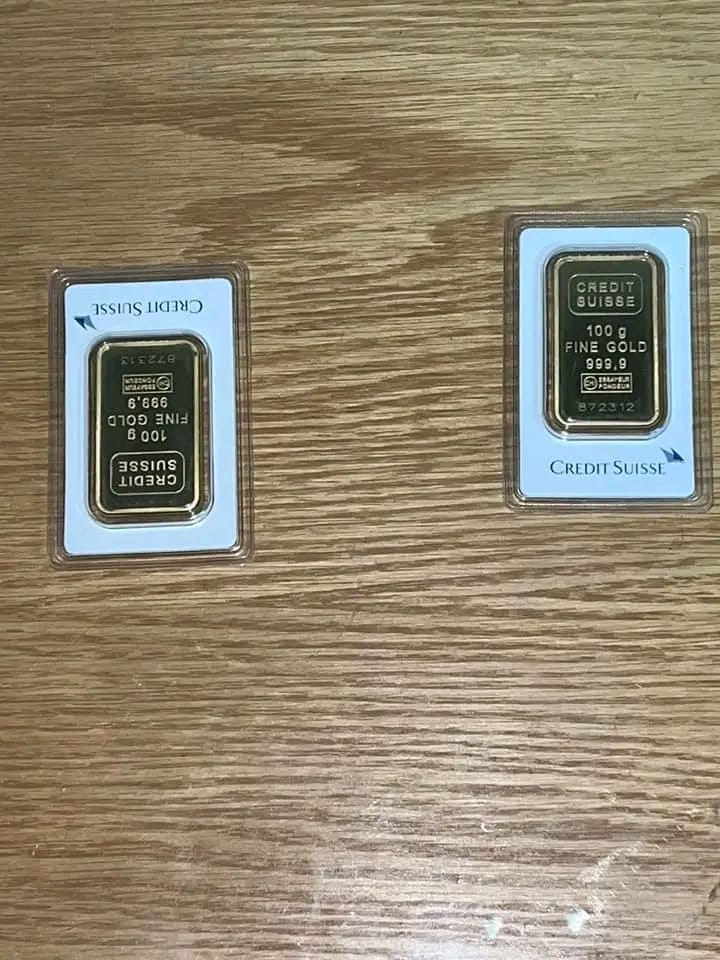 CREDIT SUISSE
CREDIT
SUISSE
100 g
FINE GOLD
999,9
ESSAYEUR
FONDEUR
872313
CREDIT
SUISSE
100 g
FINE GOLD
999,9
ESSAYEUR
FONDEUR
872312
CREDIT SUISSE